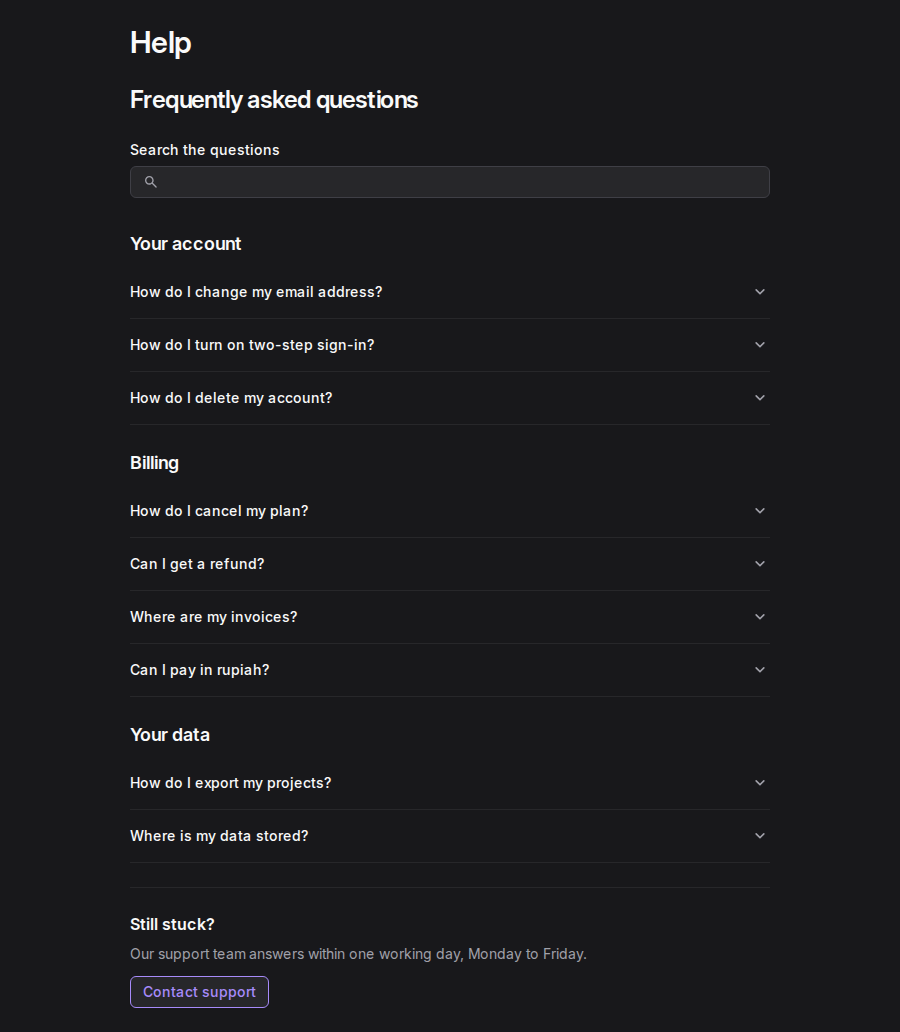 Help
Frequently asked questions
Search the questions
Your account
How do I change my email address?
How do I turn on two-step sign-in?
How do I delete my account?
Billing
How do I cancel my plan?
Can I get a refund?
Where are my invoices?
Can I pay in rupiah?
Your data
How do I export my projects?
Where is my data stored?
Still stuck?
Our support team answers within one working day, Monday to Friday.
Contact support